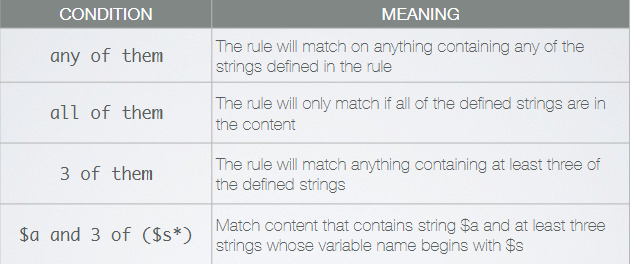 CONDITION MEANING
any of them
The rule will match on anything containing any of the
strings defined in the rule
all of them
The rule will only match if all of the defined strings are in
the content
3 of them
The rule will match anything containing at least three of
the defined strings
$a and 3 of ($s*)
Match content that contains string $a and at least three
strings whose variable name begins with $s